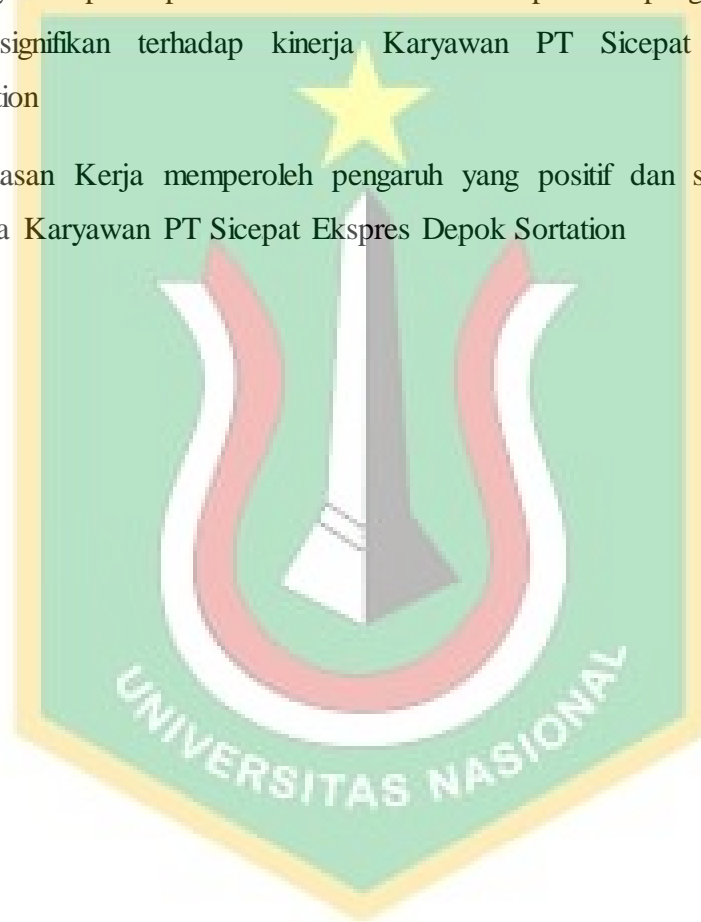 signifikan terhadap kinerja Karyawan PT Sicepat
tion
asan Kerja memperoleh pengaruh yang positif dan s
a Karyawan PT Sicepat Ekspres Depok Sortation
UNIVERSITAS NASIONAL